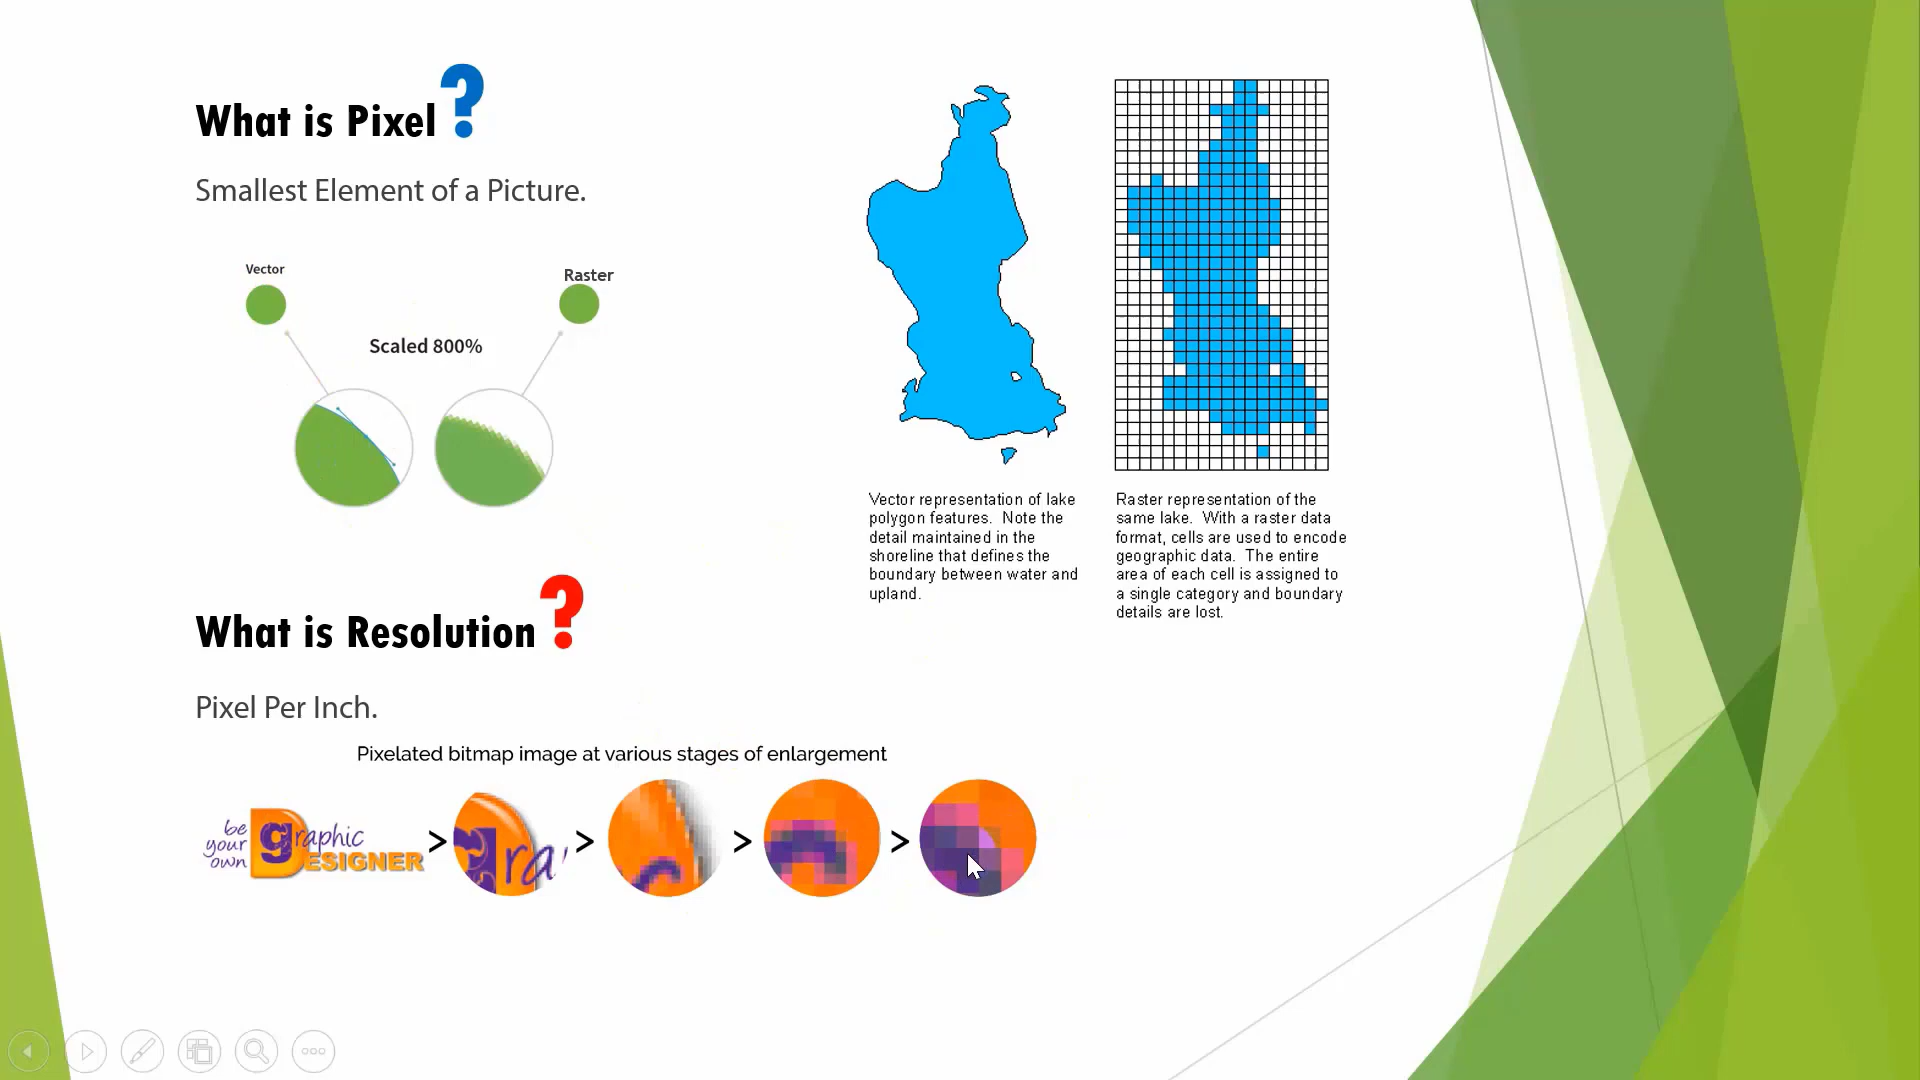 What is Pixel?
Smallest Element of a Picture.
Vector
Raster
Scaled 800%
Vector representation of lake
polygon features. Note the
detail maintained in the
shoreline that defines the
boundary between water and
upland.
Raster representation of the
same lake. With a raster data
format, cells are used to encode
geographic data. The entire
area of each cell is assigned to
a single category and boundary
details are lost.
What is Resolution?
Pixel Per Inch.
Pixelated bitmap image at various stages of enlargement
be
your
own
graphic
DESIGNER
> gra > > >